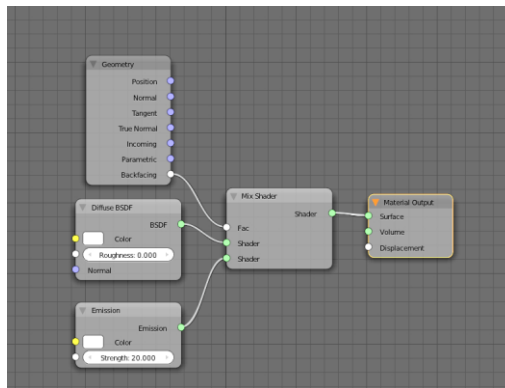 Geometry
Position
Normal
Tangent
True Normal
Incoming
Parametric
Backfacing
Diffuse BSDF
BSDF
Color
Roughness: 0.000
Normal
Emission
Emission
Color
Strength: 20.000
Mix Shader
Shader
Fac
Shader
Shader
Material Output
Surface
Volume
Displacement